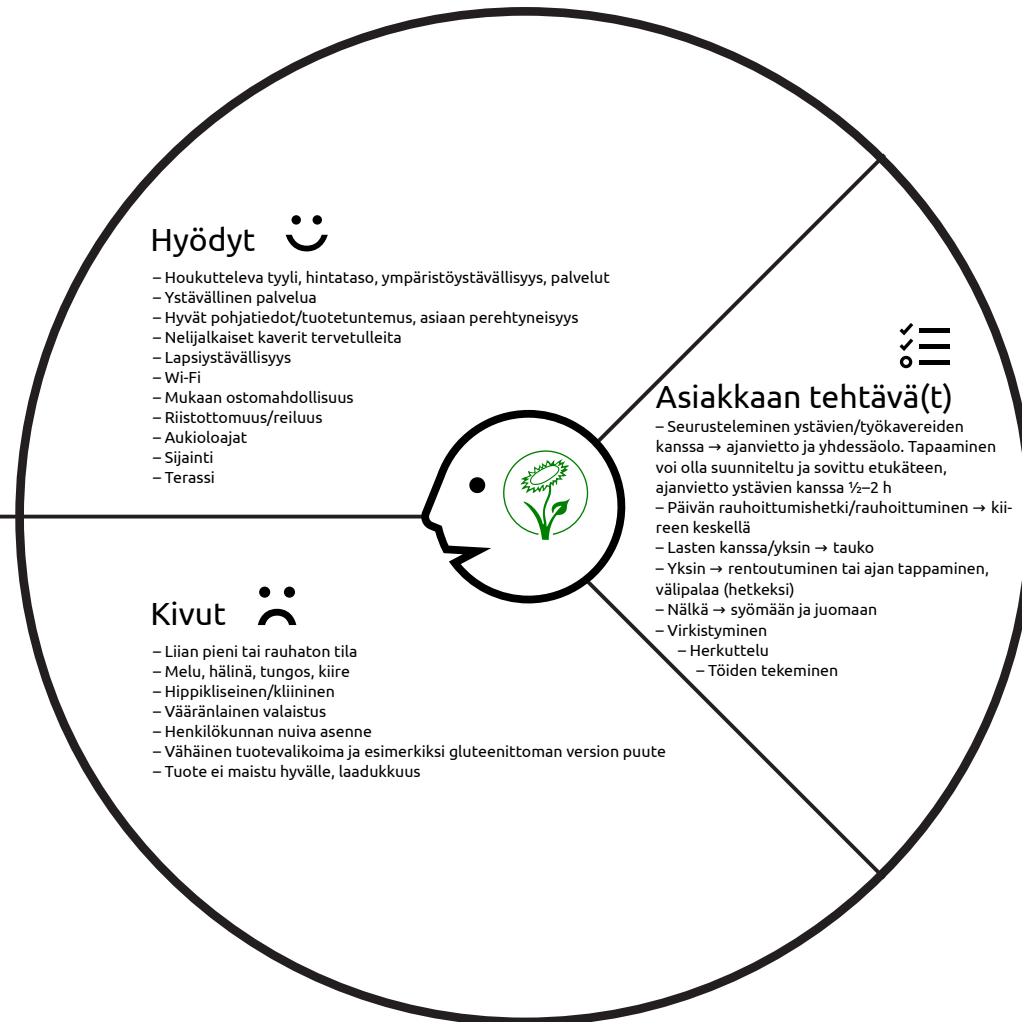 Hyödyt
– Houkutteleva tyyli, hintataso, ympäristöystävällisyys, palvelut
– Ystävällinen palvelua
– Hyvät pohjatiedot/tuotetuntemus, asiaan perehtyneisyys
– Nelijalkaiset kaverit tervetulleita
– Lapsiystävällisyys
– Wi-Fi
– Mukaan ostomahdollisuus
– Riistottomuus/reiluus
– Aukioloajat
– Sijainti
– Terassi
Asiakkaan tehtävä(t)
– Seurusteleminen ystävien/työkavereiden
kanssa → ajanvietto ja yhdessäolo. Tapaaminen
voi olla suunniteltu ja sovittu etukäteen,
ajanvietto ystävien kanssa ½–2 h
– Päivän rauhoittumishetki/rauhoittuminen → kii-
reen keskellä
– Lasten kanssa/yksin → tauko
– Yksin → rentoutuminen tai ajan tappaminen,
välipalaa (hetkeksi)
– Nälkä → syömään ja juomaan
– Virkistyminen
– Herkuttelu
– Töiden tekeminen
Kivut
– Liian pieni tai rauhaton tila
– Melu, hälinä, tungos, kiire
– Hippikliseinen/kliininen
– Vääränlainen valaistus
– Henkilökunnan nuiva asenne
– Vähäinen tuotevalikoima ja esimerkiksi gluteenittoman version puute
– Tuote ei maistu hyvälle, laadukkuus